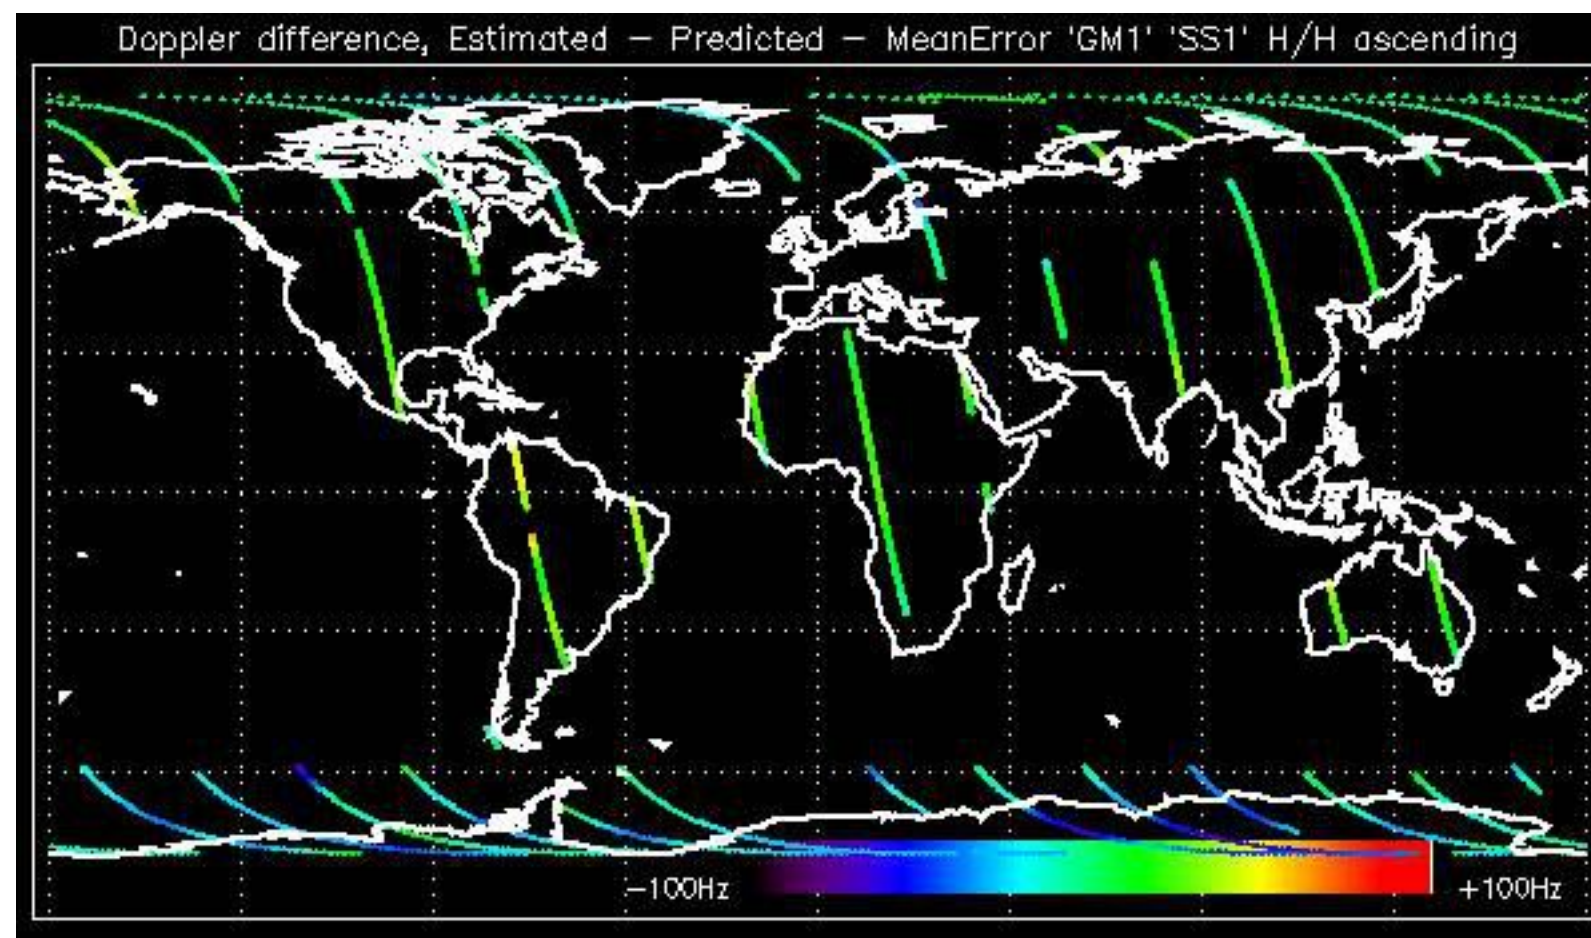 Doppler difference, Estimated – Predicted – MeanError 'GM1' 'SS1' H/H ascending
–100Hz
+100Hz